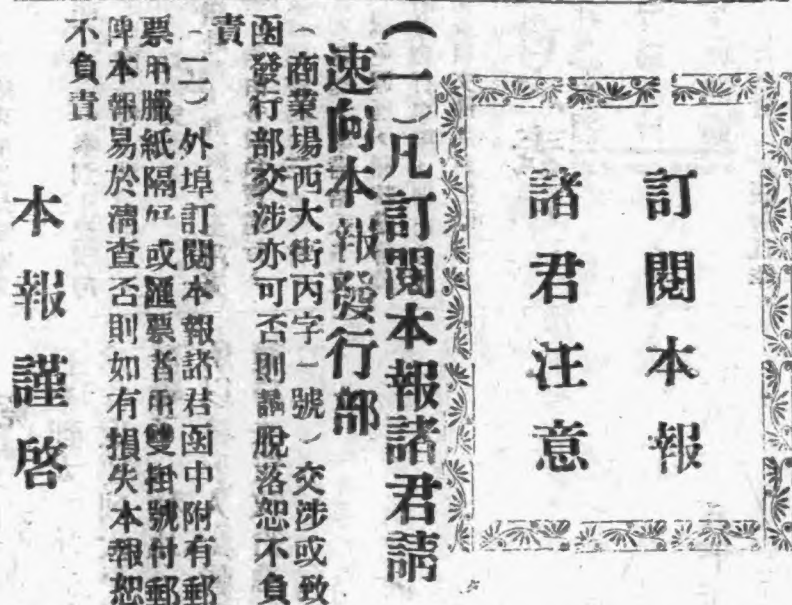 訂閱本報
諸君注意
(一)凡訂閱本報諸君請
速向本報發行部
(商業場西大街丙字一號)交涉或致
函發行部交涉亦可否則譌脫落恕不負
責
(二)外埠訂閱本報諸君函中附有郵
票用臘紙隔好或匯票者用雙掛號付郵
俾本報易於清查否則如有損失本報恕
不負責
本報謹啓